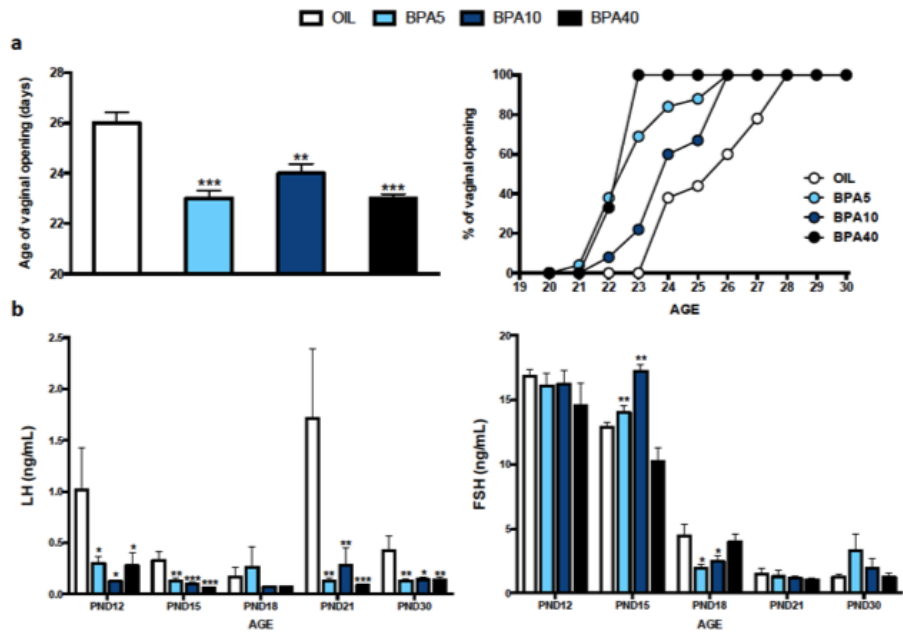 OIL BPA5 BPA10 BPA40
a
Age of vaginal opening (days)
28
26
24
22
20
***
**
***
% of vaginal opening
100
80
60
40
20
0
19 20 21 22 23 24 25 26 27 28 29 30
AGE
OIL
BPA5
BPA10
BPA40
b
LH (ng/mL)
2.5
2.0
1.5
1.0
0.5
0.0
* * *
** *** ***
** ** ***
** * **
PND12 PND15 PND18 PND21 PND30
AGE
FSH (ng/mL)
20
15
10
5
0
** **
* *
PND12 PND15 PND18 PND21 PND30
AGE